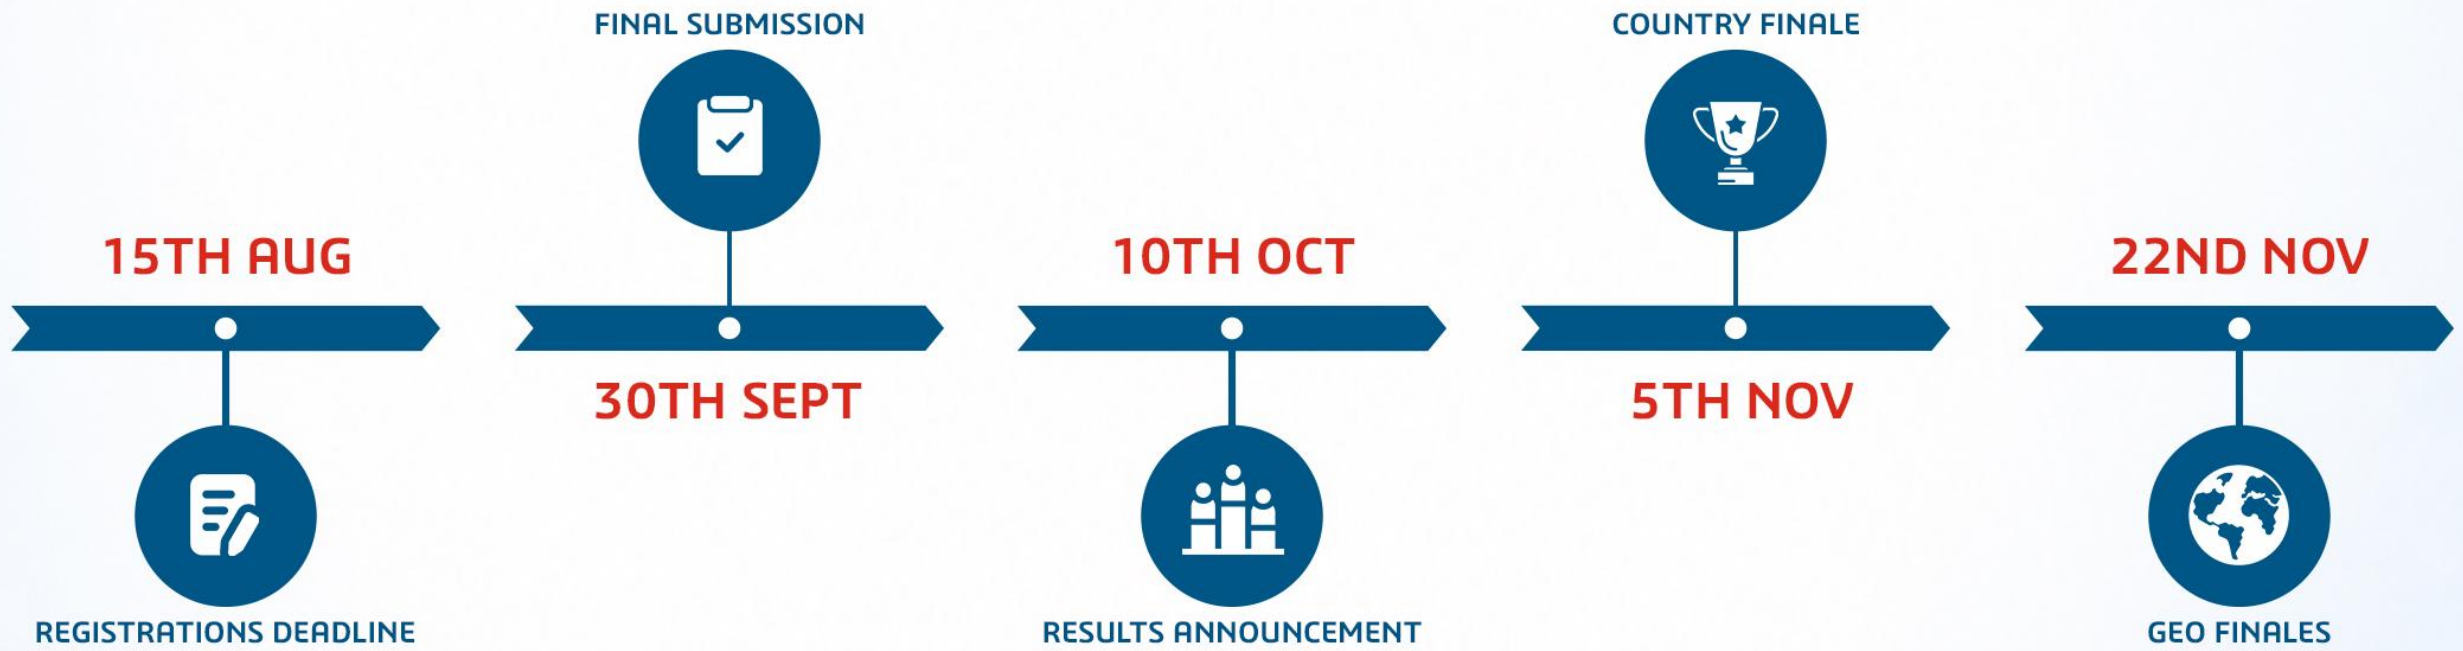 15TH AUG
REGISTRATIONS DEADLINE
FINAL SUBMISSION
30TH SEPT
10TH OCT
RESULTS ANNOUNCEMENT
COUNTRY FINALE
5TH NOV
22ND NOV
GEO FINALES